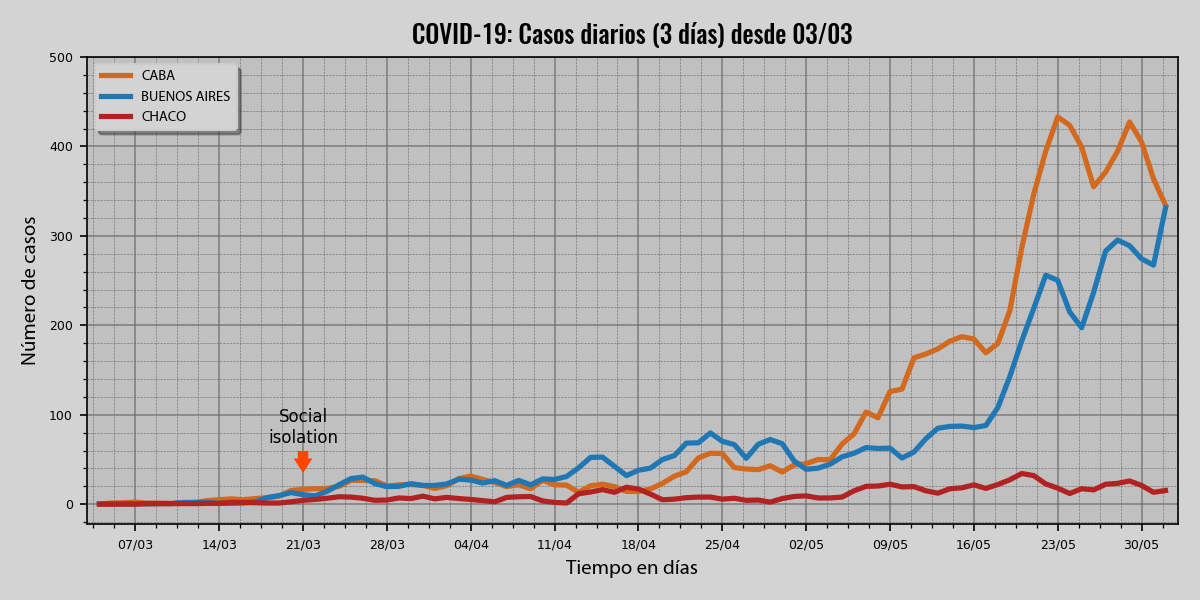 COVID-19: Casos diarios (3 días) desde 03/03
500
400
300
200
100
0
Número de casos
CABA
BUENOS AIRES
CHACO
Social
isolation
07/03 14/03 21/03 28/03 04/04 11/04 18/04 25/04 02/05 09/05 16/05 23/05 30/05
Tiempo en días